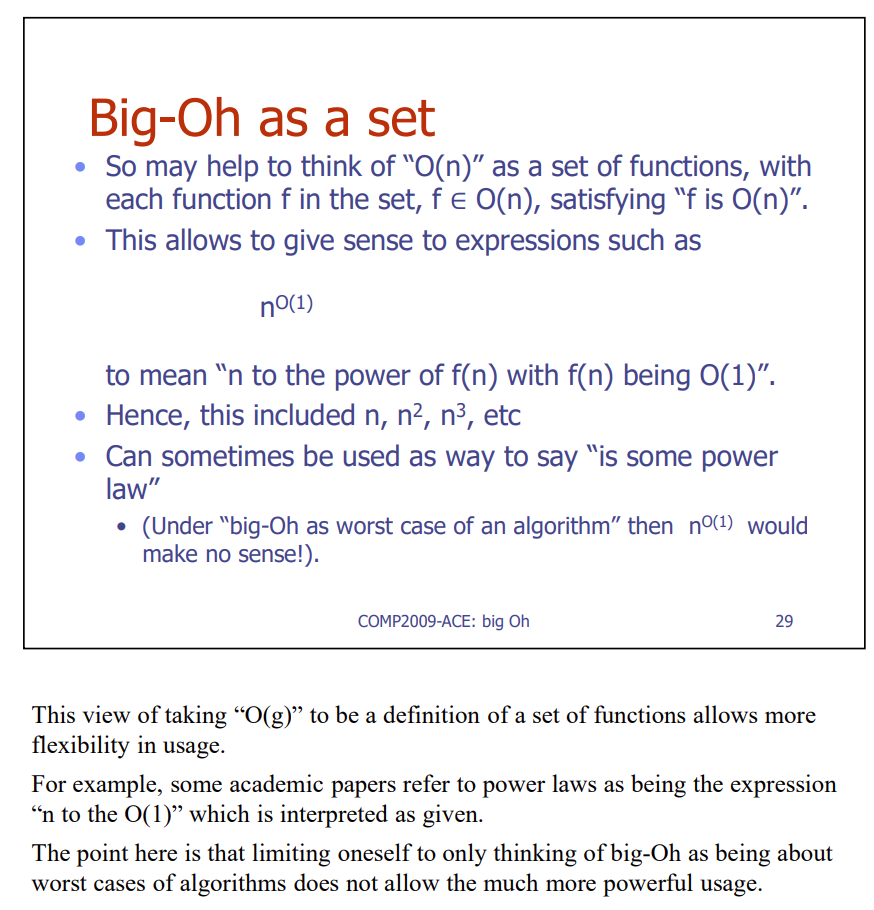 Big-Oh as a set
• So may help to think of “O(n)” as a set of functions, with
each function f in the set, f ∈ O(n), satisfying “f is O(n)”.
• This allows to give sense to expressions such as
n^O(1)
to mean “n to the power of f(n) with f(n) being O(1)”.
• Hence, this included n, n², n³, etc
• Can sometimes be used as way to say “is some power
law”
• (Under “big-Oh as worst case of an algorithm” then n^O(1) would
make no sense!).
COMP2009-ACE: big Oh 29
This view of taking “O(g)” to be a definition of a set of functions allows more
flexibility in usage.
For example, some academic papers refer to power laws as being the expression
“n to the O(1)” which is interpreted as given.
The point here is that limiting oneself to only thinking of big-Oh as being about
worst cases of algorithms does not allow the much more powerful usage.